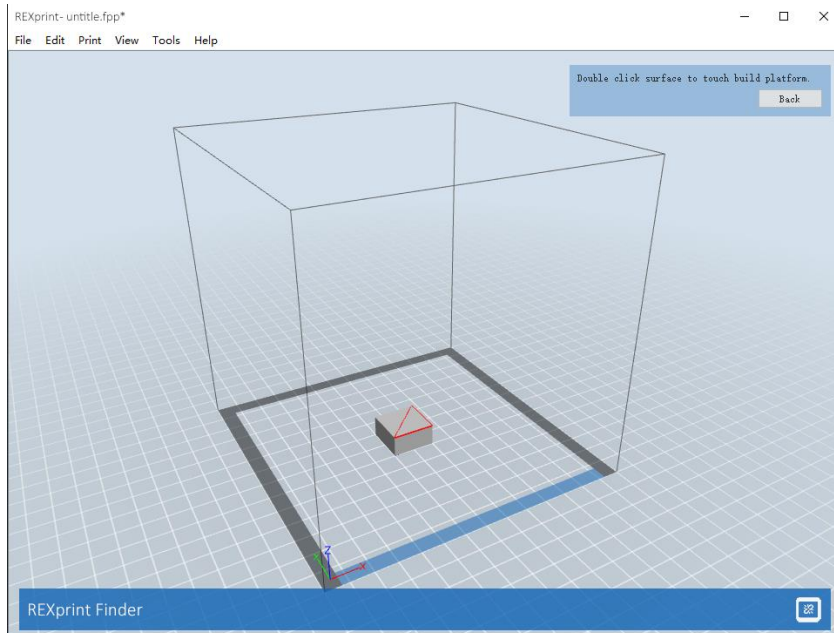 REXprint- untitle.fpp*
File Edit Print View Tools Help
Double click surface to touch build platform.
Back
Z
X
REXprint Finder